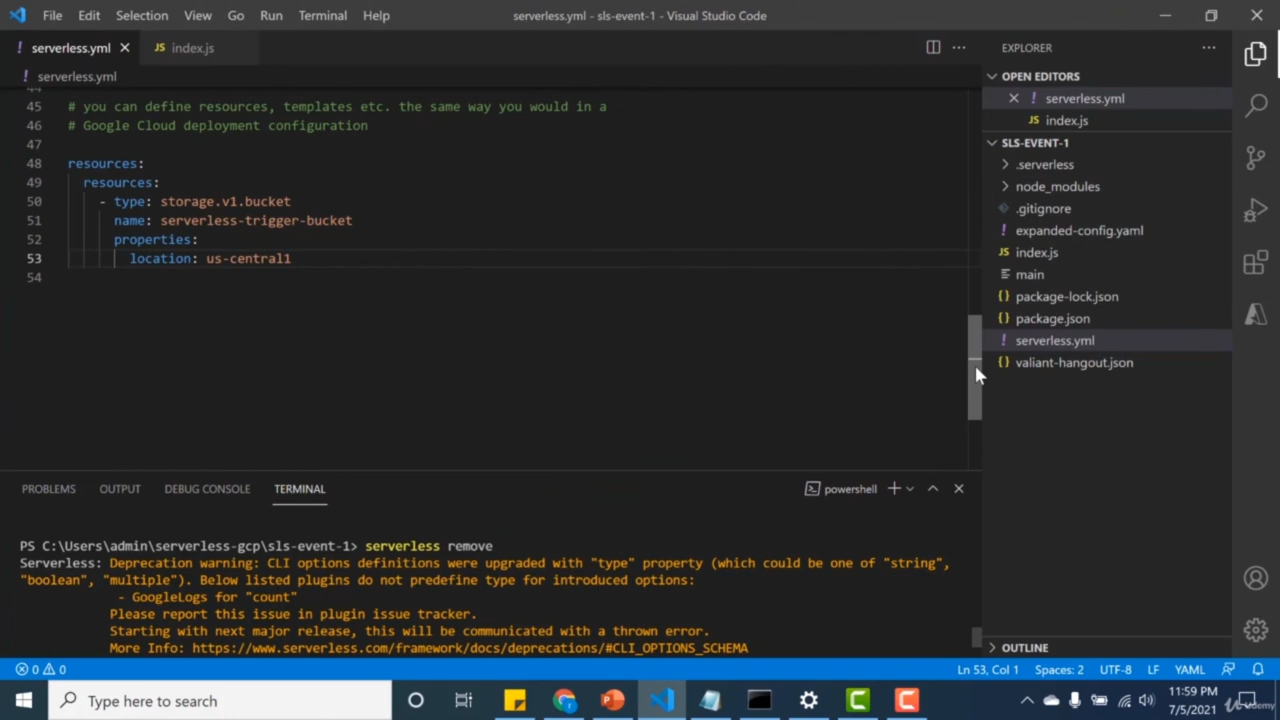 File Edit Selection View Go Run Terminal Help
serverless.yml - sls-event-1 - Visual Studio Code
! serverless.yml
JS index.js
! serverless.yml
44
45 # you can define resources, templates etc. the same way you would in a
46 # Google Cloud deployment configuration
47
48 resources:
49 resources:
50 - type: storage.v1.bucket
51 name: serverless-trigger-bucket
52 properties:
53 location: us-central1
54
EXPLORER
OPEN EDITORS
! serverless.yml
JS index.js
SLS-EVENT-1
.serverless
node_modules
.gitignore
! expanded-config.yaml
JS index.js
main
{} package-lock.json
{} package.json
! serverless.yml
{} valiant-hangout.json
OUTLINE
PROBLEMS OUTPUT DEBUG CONSOLE TERMINAL
powershell
PS C:\Users\admin\serverless-gcp\sls-event-1> serverless remove
Serverless: Deprecation warning: CLI options definitions were upgraded with "type" property (which could be one of "string",
"boolean", "multiple"). Below listed plugins do not predefine type for introduced options:
- GoogleLogs for "count"
Please report this issue in plugin issue tracker.
Starting with next major release, this will be communicated with a thrown error.
More Info: https://www.serverless.com/framework/docs/deprecations/#CLI_OPTIONS_SCHEMA
0 0
Ln 53, Col 1 Spaces: 2 UTF-8 LF YAML
Type here to search
11:59 PM
7/5/2021
Udemy